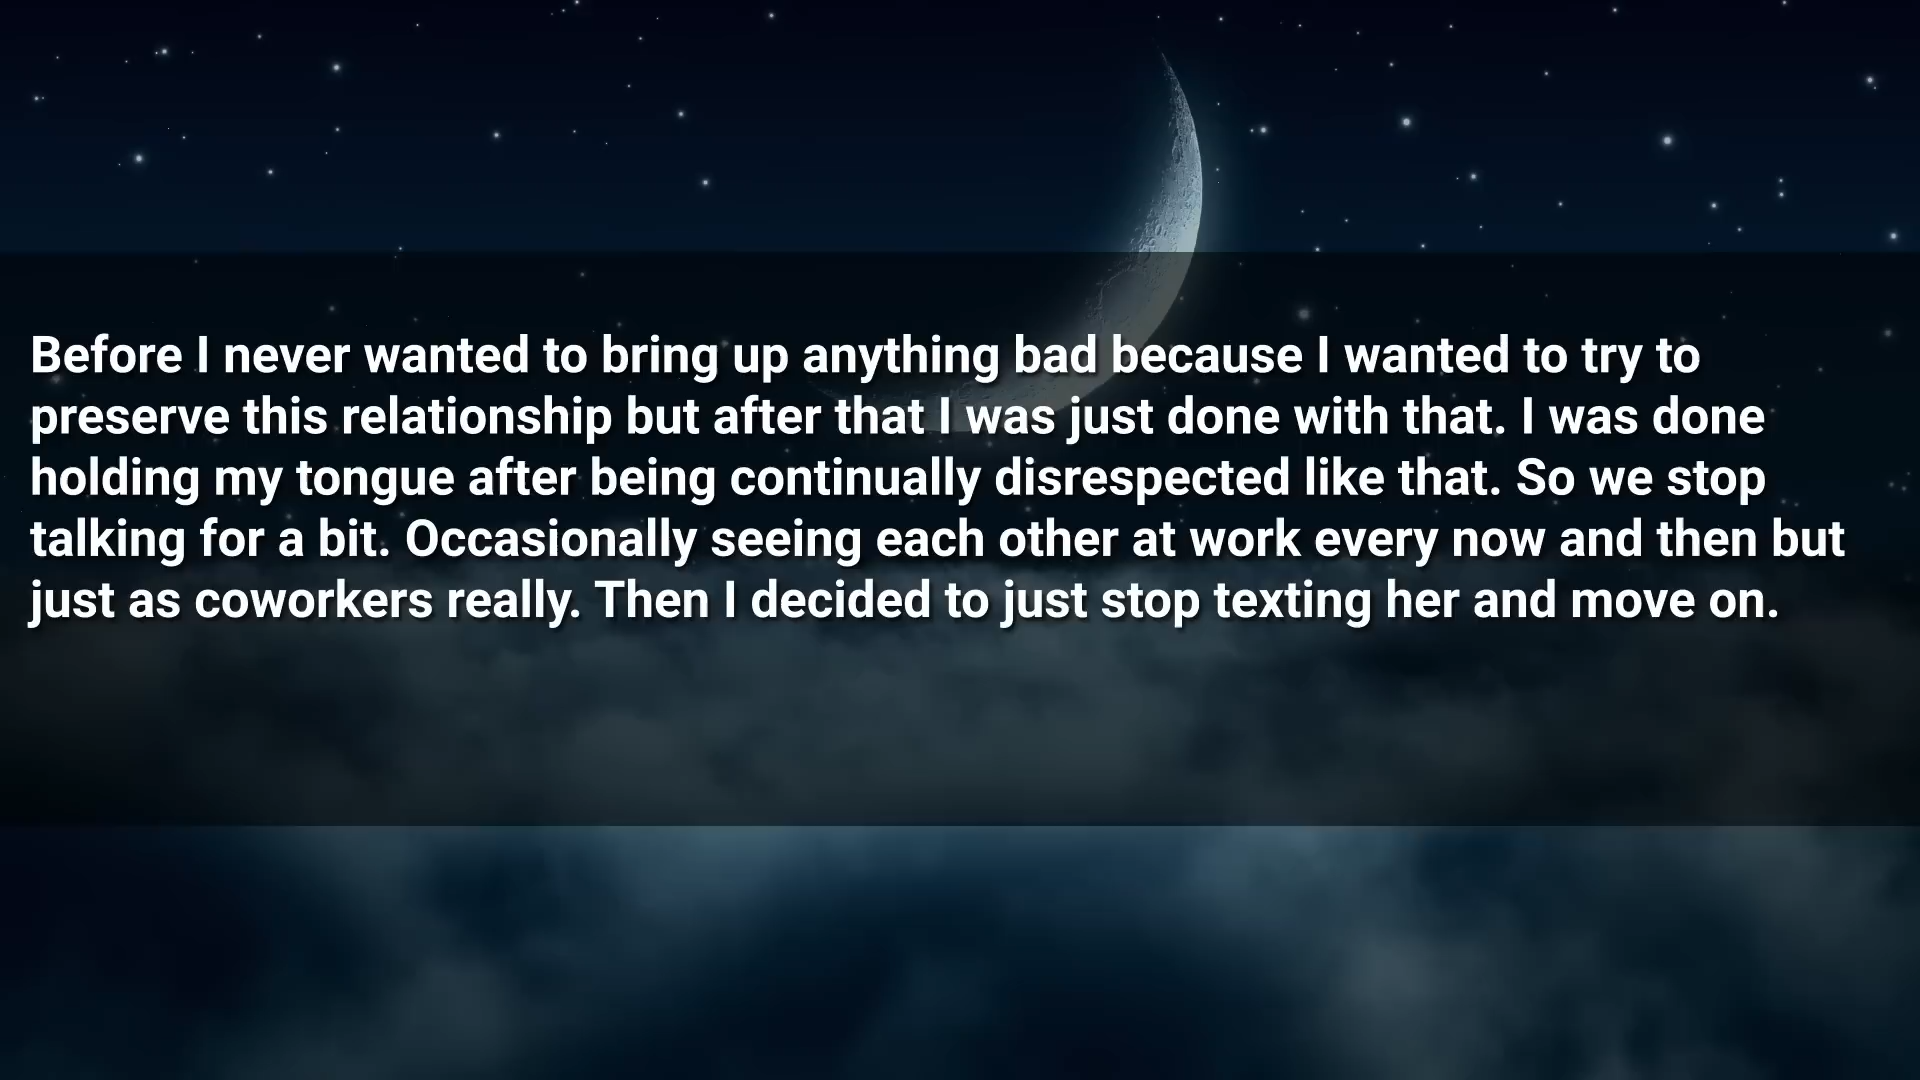 Before I never wanted to bring up anything bad because I wanted to try to
preserve this relationship but after that I was just done with that. I was done
holding my tongue after being continually disrespected like that. So we stop
talking for a bit. Occasionally seeing each other at work every now and then but
just as coworkers really. Then I decided to just stop texting her and move on.